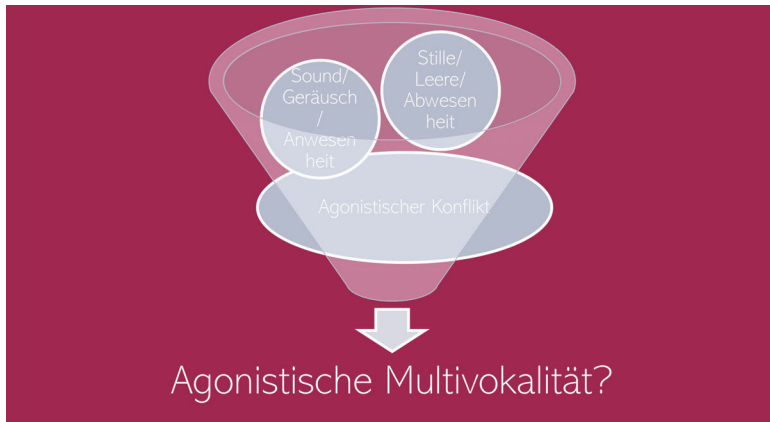 Sound/
Geräusch
/
Anwesen
heit
Stille/
Leere/
Abwesen
heit
Agonistischer Konflikt
Agonistische Multivokalität?